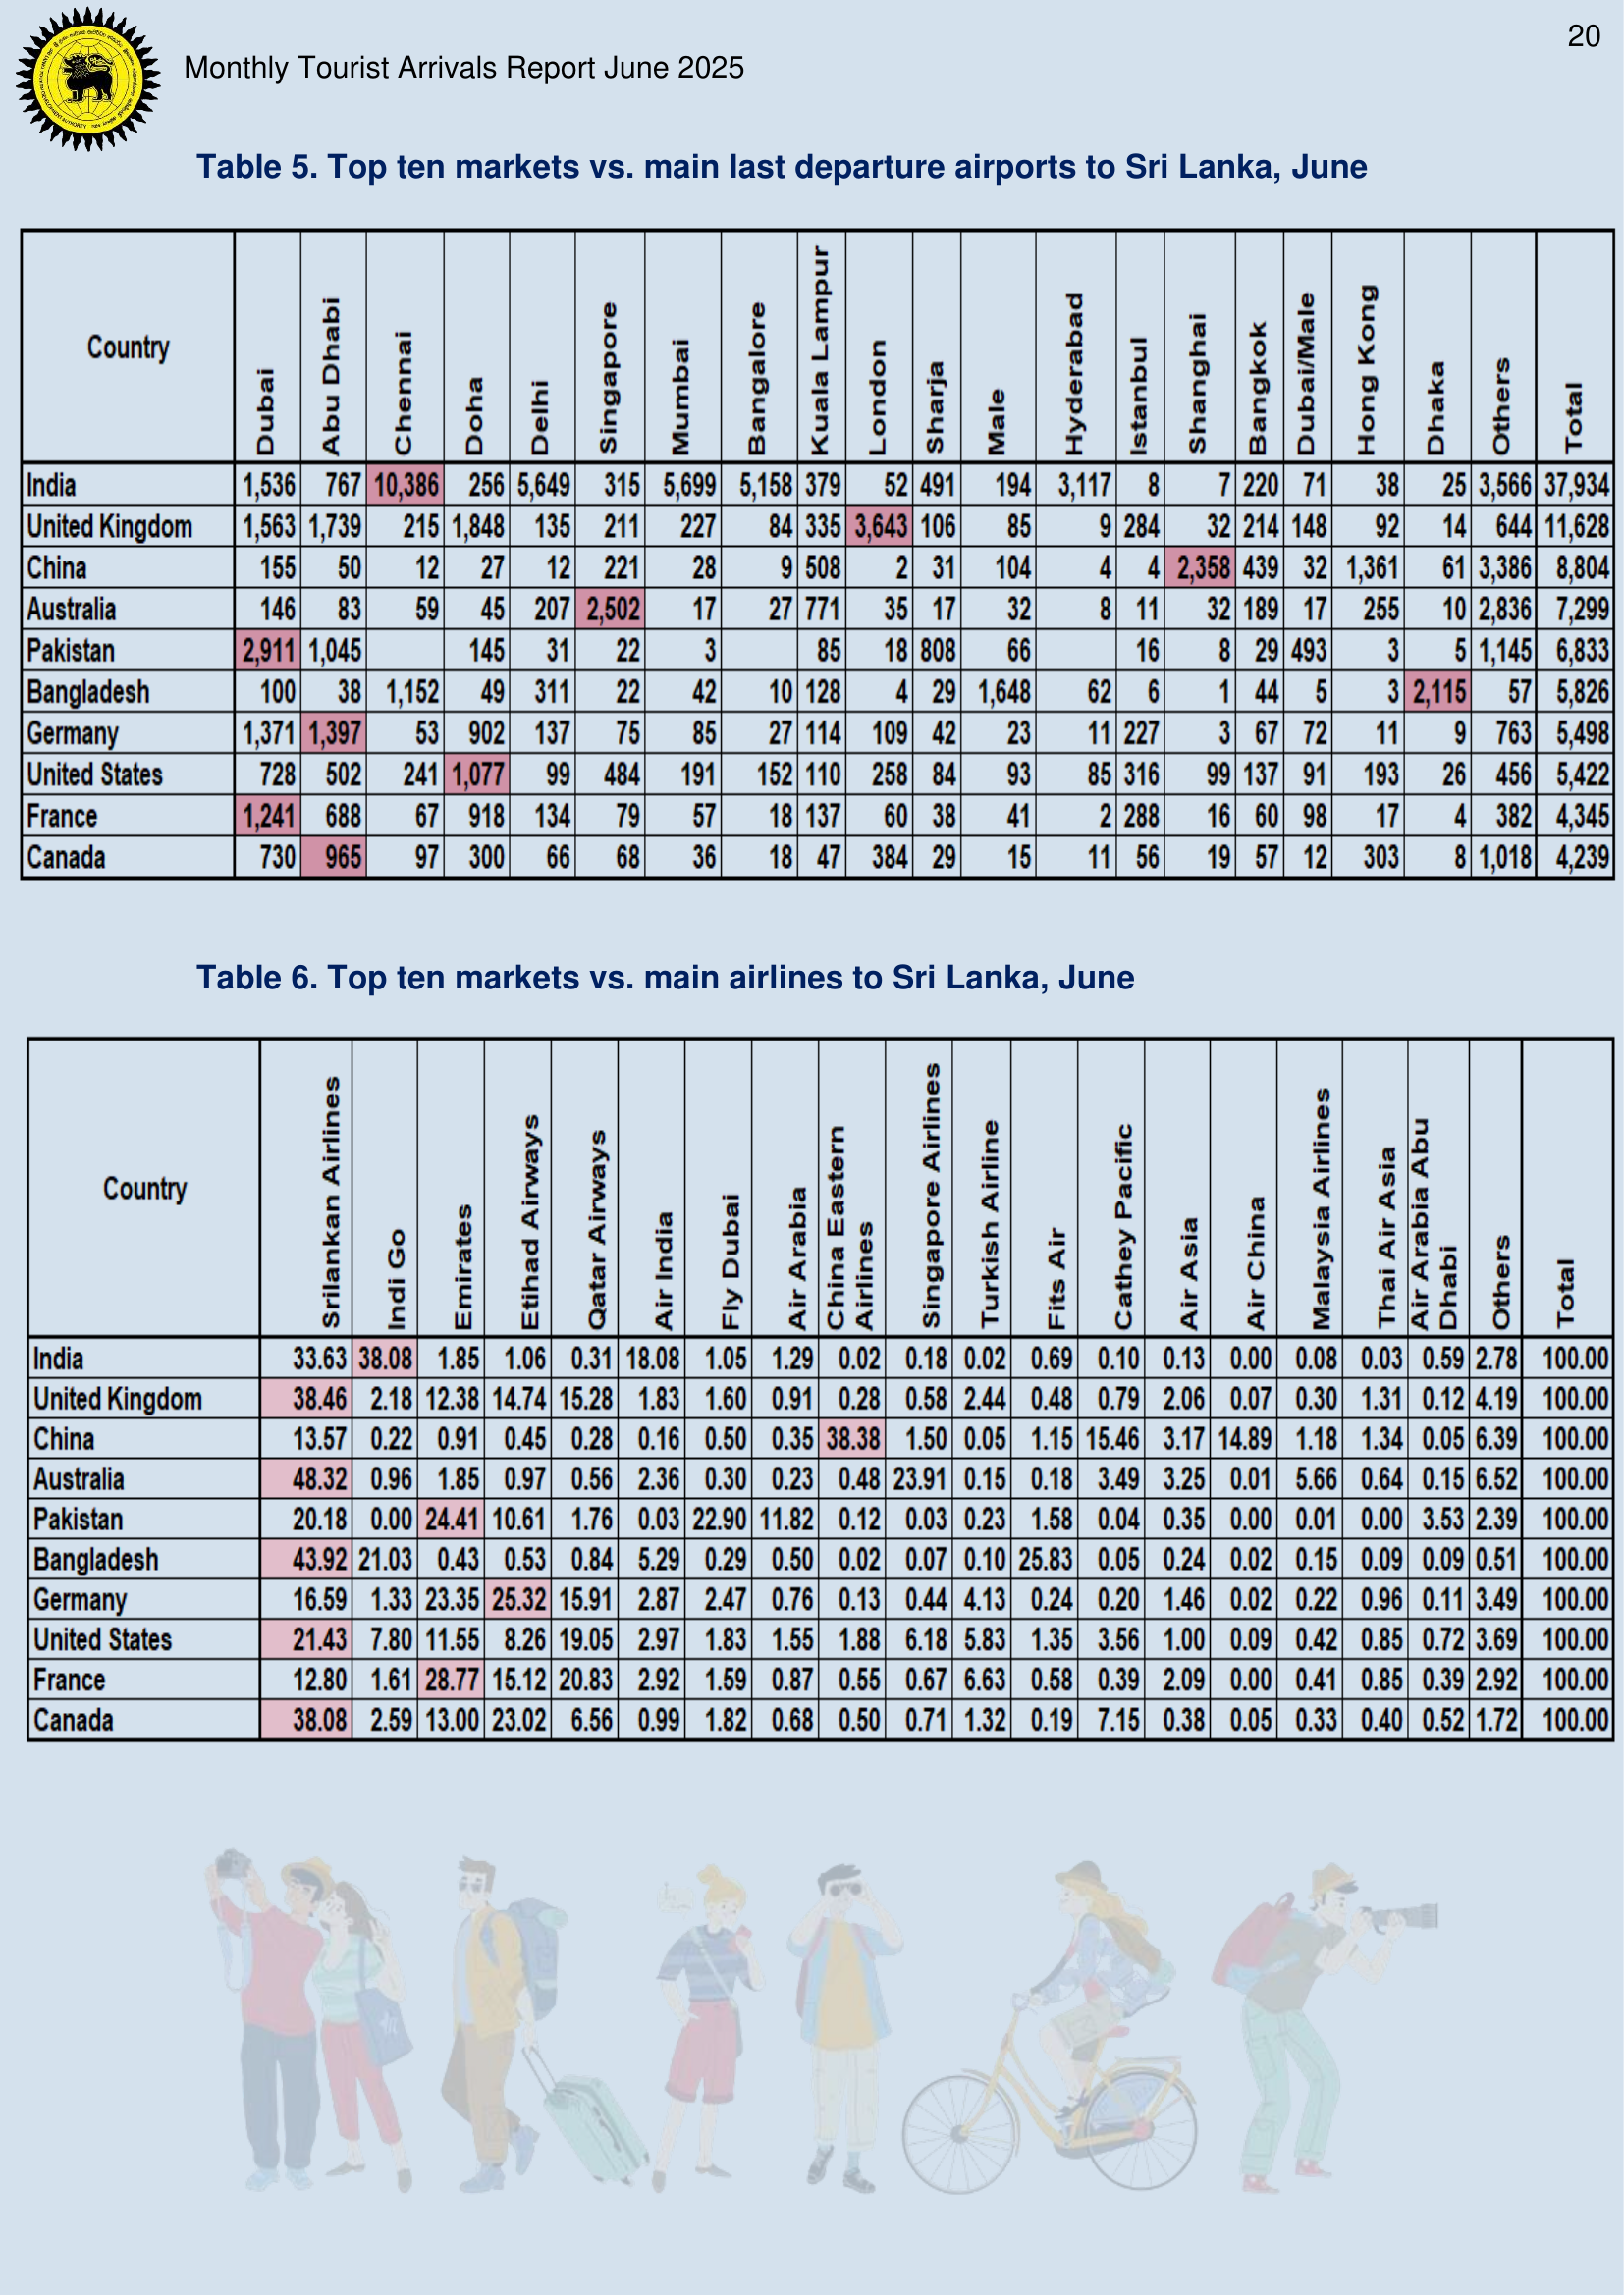 20
Monthly Tourist Arrivals Report June 2025
Table 5. Top ten markets vs. main last departure airports to Sri Lanka, June
Country Dubai Abu Dhabi Chennai Doha Delhi Singapore Mumbai Bangalore Kuala Lampur London Sharja Male Hyderabad Istanbul Shanghai Bangkok Dubai/Male Hong Kong Dhaka Others Total
India 1,536 767 10,386 256 5,649 315 5,699 5,158 379 52 491 194 3,117 8 7 220 71 38 25 3,566 37,934
United Kingdom 1,563 1,739 215 1,848 135 211 227 84 335 3,643 106 85 9 284 32 214 148 92 14 644 11,628
China 155 50 12 27 12 221 28 9 508 2 31 104 4 4 2,358 439 32 1,361 61 3,386 8,804
Australia 146 83 59 45 207 2,502 17 27 771 35 17 32 8 11 32 189 17 255 10 2,836 7,299
Pakistan 2,911 1,045 145 31 22 3 85 18 808 66 16 8 29 493 3 5 1,145 6,833
Bangladesh 100 38 1,152 49 311 22 42 10 128 4 29 1,648 62 6 1 44 5 3 2,115 57 5,826
Germany 1,371 1,397 53 902 137 75 85 27 114 109 42 23 11 227 3 67 72 11 9 763 5,498
United States 728 502 241 1,077 99 484 191 152 110 258 84 93 85 316 99 137 91 193 26 456 5,422
France 1,241 688 67 918 134 79 57 18 137 60 38 41 2 288 16 60 98 17 4 382 4,345
Canada 730 965 97 300 66 68 36 18 47 384 29 15 11 56 19 57 12 303 8 1,018 4,239
Table 6. Top ten markets vs. main airlines to Sri Lanka, June
Country Srilankan Airlines Indi Go Emirates Etihad Airways Qatar Airways Air India Fly Dubai Air Arabia China Eastern Airlines Singapore Airlines Turkish Airline Fits Air Cathey Pacific Air Asia Air China Malaysia Airlines Thai Air Asia Air Arabia Abu Dhabi Others Total
India 33.63 38.08 1.85 1.06 0.31 18.08 1.05 1.29 0.02 0.18 0.02 0.69 0.10 0.13 0.00 0.08 0.03 0.59 2.78 100.00
United Kingdom 38.46 2.18 12.38 14.74 15.28 1.83 1.60 0.91 0.28 0.58 2.44 0.48 0.79 2.06 0.07 0.30 1.31 0.12 4.19 100.00
China 13.57 0.22 0.91 0.45 0.28 0.16 0.50 0.35 38.38 1.50 0.05 1.15 15.46 3.17 14.89 1.18 1.34 0.05 6.39 100.00
Australia 48.32 0.96 1.85 0.97 0.56 2.36 0.30 0.23 0.48 23.91 0.15 0.18 3.49 3.25 0.01 5.66 0.64 0.15 6.52 100.00
Pakistan 20.18 0.00 24.41 10.61 1.76 0.03 22.90 11.82 0.12 0.03 0.23 1.58 0.04 0.35 0.00 0.01 0.00 3.53 2.39 100.00
Bangladesh 43.92 21.03 0.43 0.53 0.84 5.29 0.29 0.50 0.02 0.07 0.10 25.83 0.05 0.24 0.02 0.15 0.09 0.09 0.51 100.00
Germany 16.59 1.33 23.35 25.32 15.91 2.87 2.47 0.76 0.13 0.44 4.13 0.24 0.20 1.46 0.02 0.22 0.96 0.11 3.49 100.00
United States 21.43 7.80 11.55 8.26 19.05 2.97 1.83 1.55 1.88 6.18 5.83 1.35 3.56 1.00 0.09 0.42 0.85 0.72 3.69 100.00
France 12.80 1.61 28.77 15.12 20.83 2.92 1.59 0.87 0.55 0.67 6.63 0.58 0.39 2.09 0.00 0.41 0.85 0.39 2.92 100.00
Canada 38.08 2.59 13.00 23.02 6.56 0.99 1.82 0.68 0.50 0.71 1.32 0.19 7.15 0.38 0.05 0.33 0.40 0.52 1.72 100.00